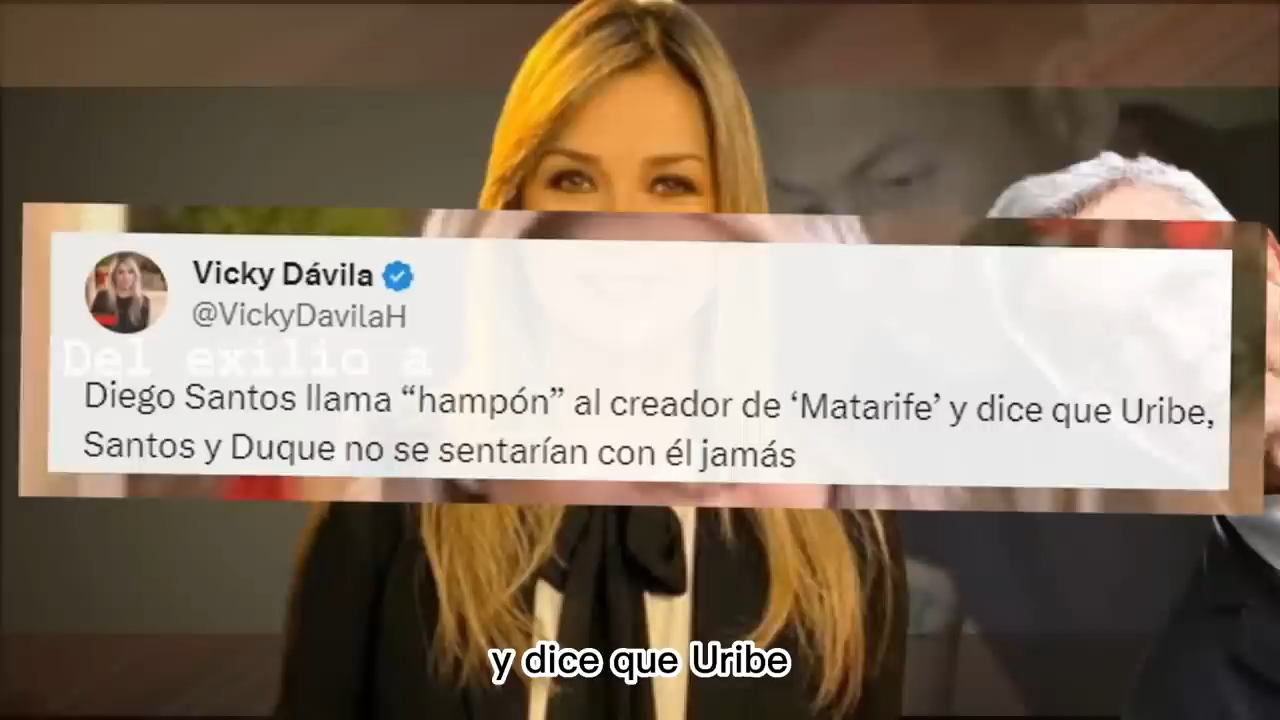 Vicky Dávila
@VickyDavilaH
Del exilio a
Diego Santos llama “hampón” al creador de ‘Matarife’ y dice que Uribe,
Santos y Duque no se sentarían con él jamás
y dice que Uribe